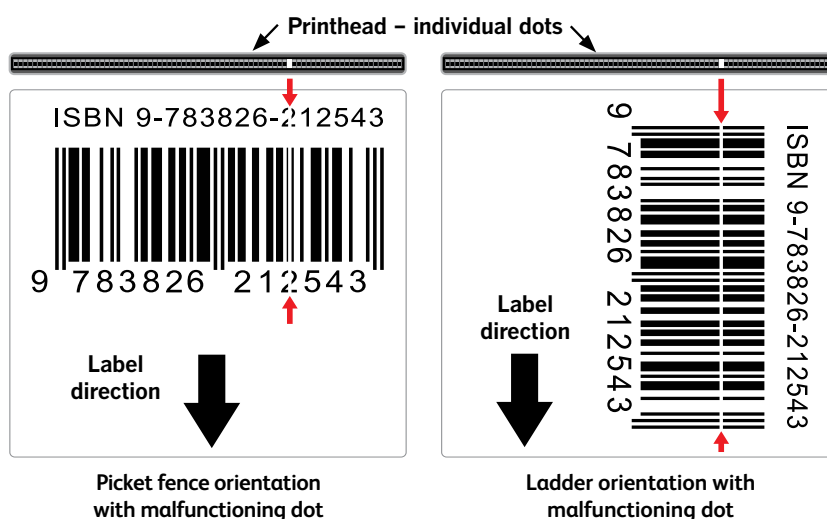 Printhead – individual dots
ISBN 9-783826-212543
9 783826 212543
Label
direction
Picket fence orientation
with malfunctioning dot
ISBN 9-783826-212543
9 783826 212543
Label
direction
Ladder orientation with
malfunctioning dot